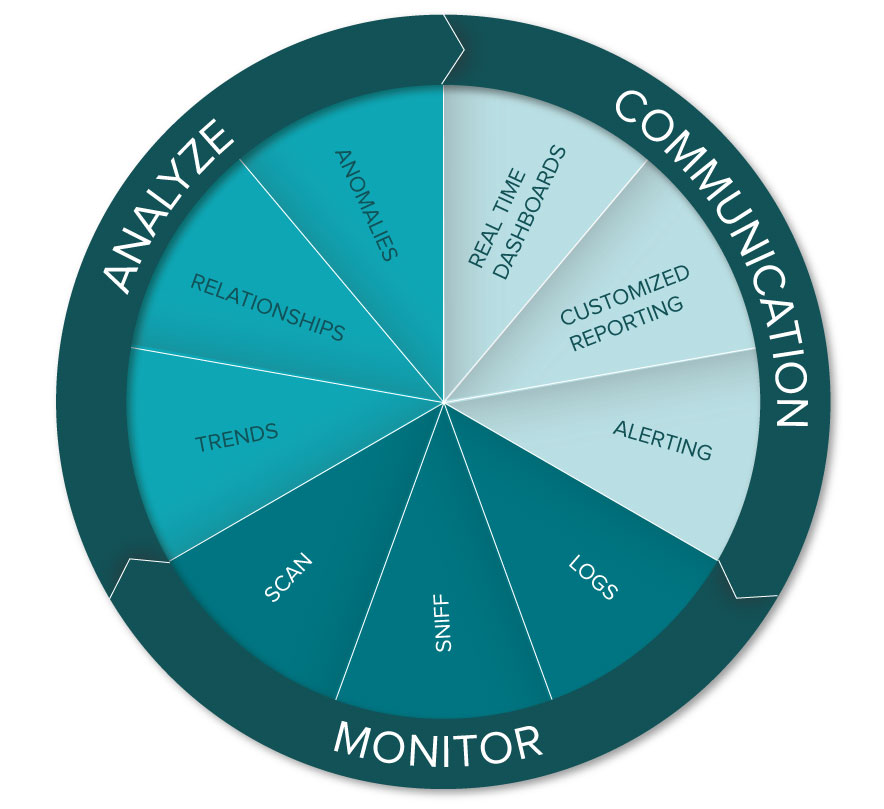 COMMUNICATION
REAL TIME
DASHBOARDS
CUSTOMIZED
REPORTING
ALERTING
MONITOR
LOGS
SNIFF
SCAN
ANALYZE
TRENDS
RELATIONSHIPS
ANOMALIES